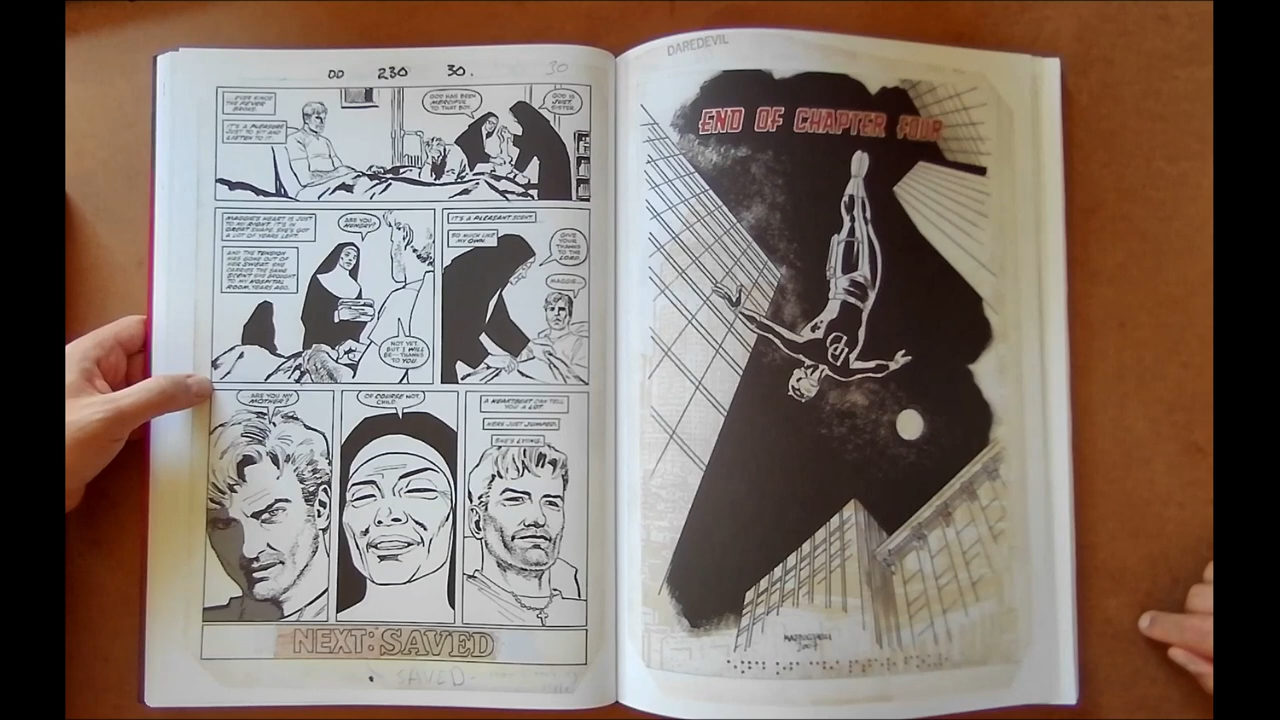 DD 230 30. 30
...EVER SINCE
THE FEVER
BROKE.
IT'S A PLEASURE
JUST TO SIT AND
LISTEN TO IT.
GOD HAS BEEN
MERCIFUL
TO THAT BOY.
GOD IS
JUST,
SISTER.
MAGGIE'S HEART IS JUST
TO MY RIGHT. IT'S IN
GREAT SHAPE. SHE'S GOT
A LOT OF YEARS LEFT.
ARE YOU
HUNGRY?
AND THE TENSION
HAS GONE OUT OF
HER SWEAT. SHE
CARRIES THE SAME
SCENT SHE BROUGHT
TO MY HOSPITAL
ROOM, YEARS AGO.
NOT YET.
BUT I WILL
BE--THANKS
TO YOU.
IT'S A PLEASANT SCENT.
SO MUCH LIKE
MY OWN.
GIVE
YOUR
THANKS
TO THE
LORD.
MAGGIE...
ARE YOU MY
MOTHER?
OF COURSE NOT,
CHILD.
A HEARTBEAT CAN TELL
YOU A LOT.
HERS JUST JUMPED.
SHE'S LYING.
NEXT: SAVED
SAVED
DAREDEVIL
END OF CHAPTER FOUR
MAZZUCCHELLI
2007